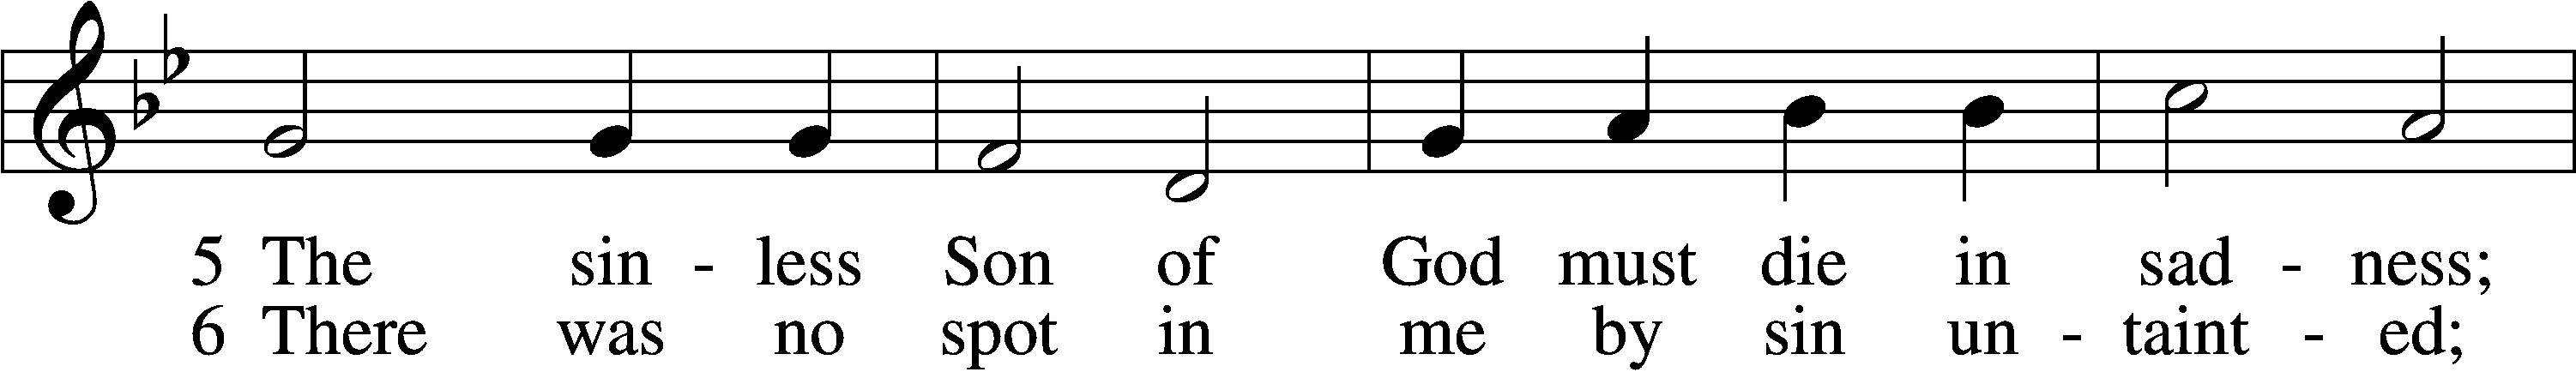 5 The sin - less Son of God must die in sad - ness;
6 There was no spot in me by sin un - taint - ed;